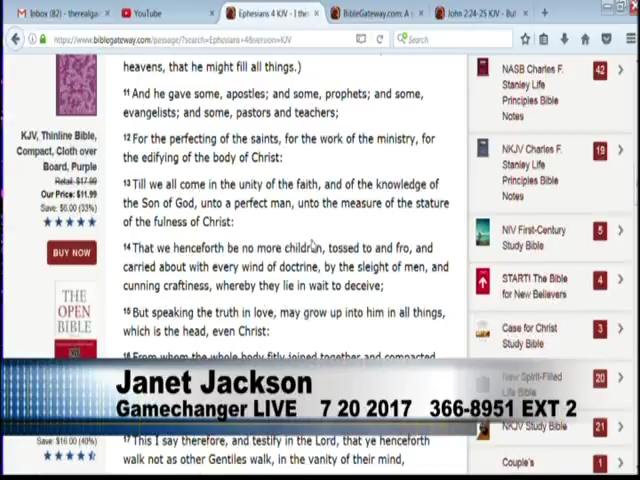 Inbox (82) - therealga
YouTube
Ephesians 4 KJV - I the
BibleGateway.com: A s
John 2:24-25 KJV - But
https://www.biblegateway.com/passage/?search=Ephesians+4&version=KJV
Search
heavens, that he might fill all things.)
11 And he gave some, apostles; and some, prophets; and some,
evangelists; and some, pastors and teachers;
12 For the perfecting of the saints, for the work of the ministry, for
the edifying of the body of Christ:
13 Till we all come in the unity of the faith, and of the knowledge of
the Son of God, unto a perfect man, unto the measure of the stature
of the fulness of Christ:
14 That we henceforth be no more children, tossed to and fro, and
carried about with every wind of doctrine, by the sleight of men, and
cunning craftiness, whereby they lie in wait to deceive;
15 But speaking the truth in love, may grow up into him in all things,
which is the head, even Christ:
16 From whom the whole body fitly joined together and compacted
17 This I say therefore, and testify in the Lord, that ye henceforth
walk not as other Gentiles walk, in the vanity of their mind,
KJV, Thinline Bible,
Compact, Cloth over
Board, Purple
Retail: $17.99
Our Price: $11.99
Save: $6.00 (33%)
BUY NOW
THE
OPEN
BIBLE
Save: $16.00 (40%)
NASB Charles F.
Stanley Life
Principles Bible
Notes
42
NKJV Charles F.
Stanley Life
Principles Bible
Notes
19
NIV First-Century
Study Bible
5
START! The Bible
for New Believers
4
Case for Christ
Study Bible
3
New Spirit-Filled
Life Bible
20
NKJV Study Bible
21
Couple's
1
Janet Jackson
Gamechanger LIVE 7 20 2017 366-8951 EXT 2